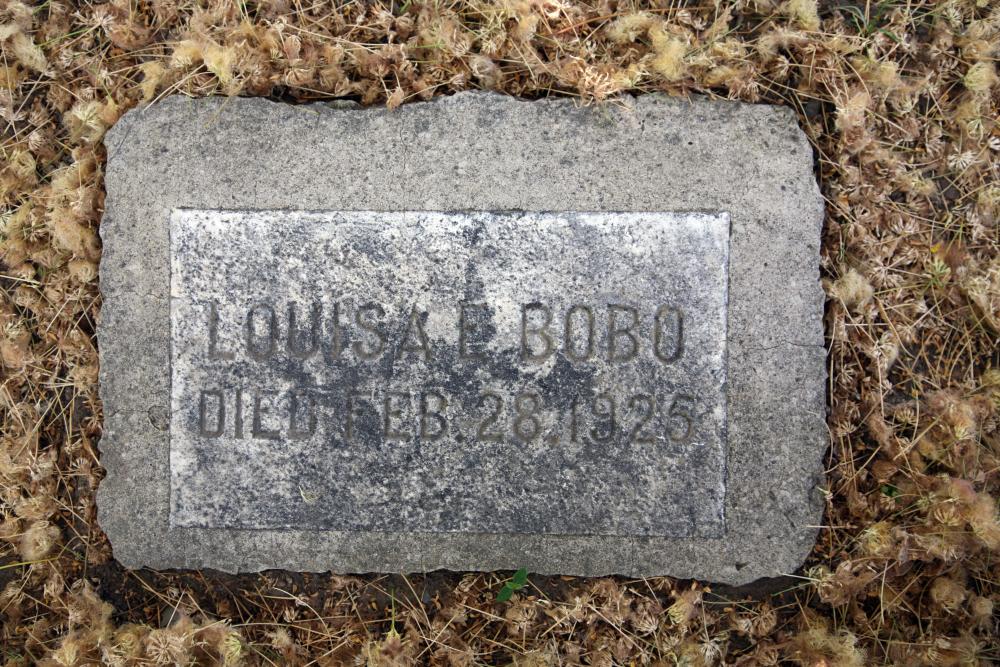 LOUISA E BOBO
DIED FEB. 28. 1925